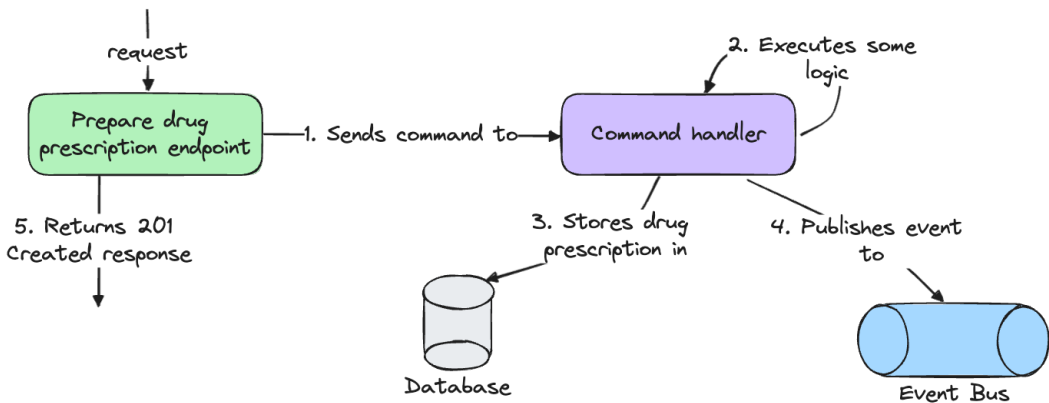 request
Prepare drug
prescription endpoint
1. Sends command to
Command handler
2. Executes some
logic
3. Stores drug
prescription in
4. Publishes event
to
5. Returns 201
Created response
Database
Event Bus